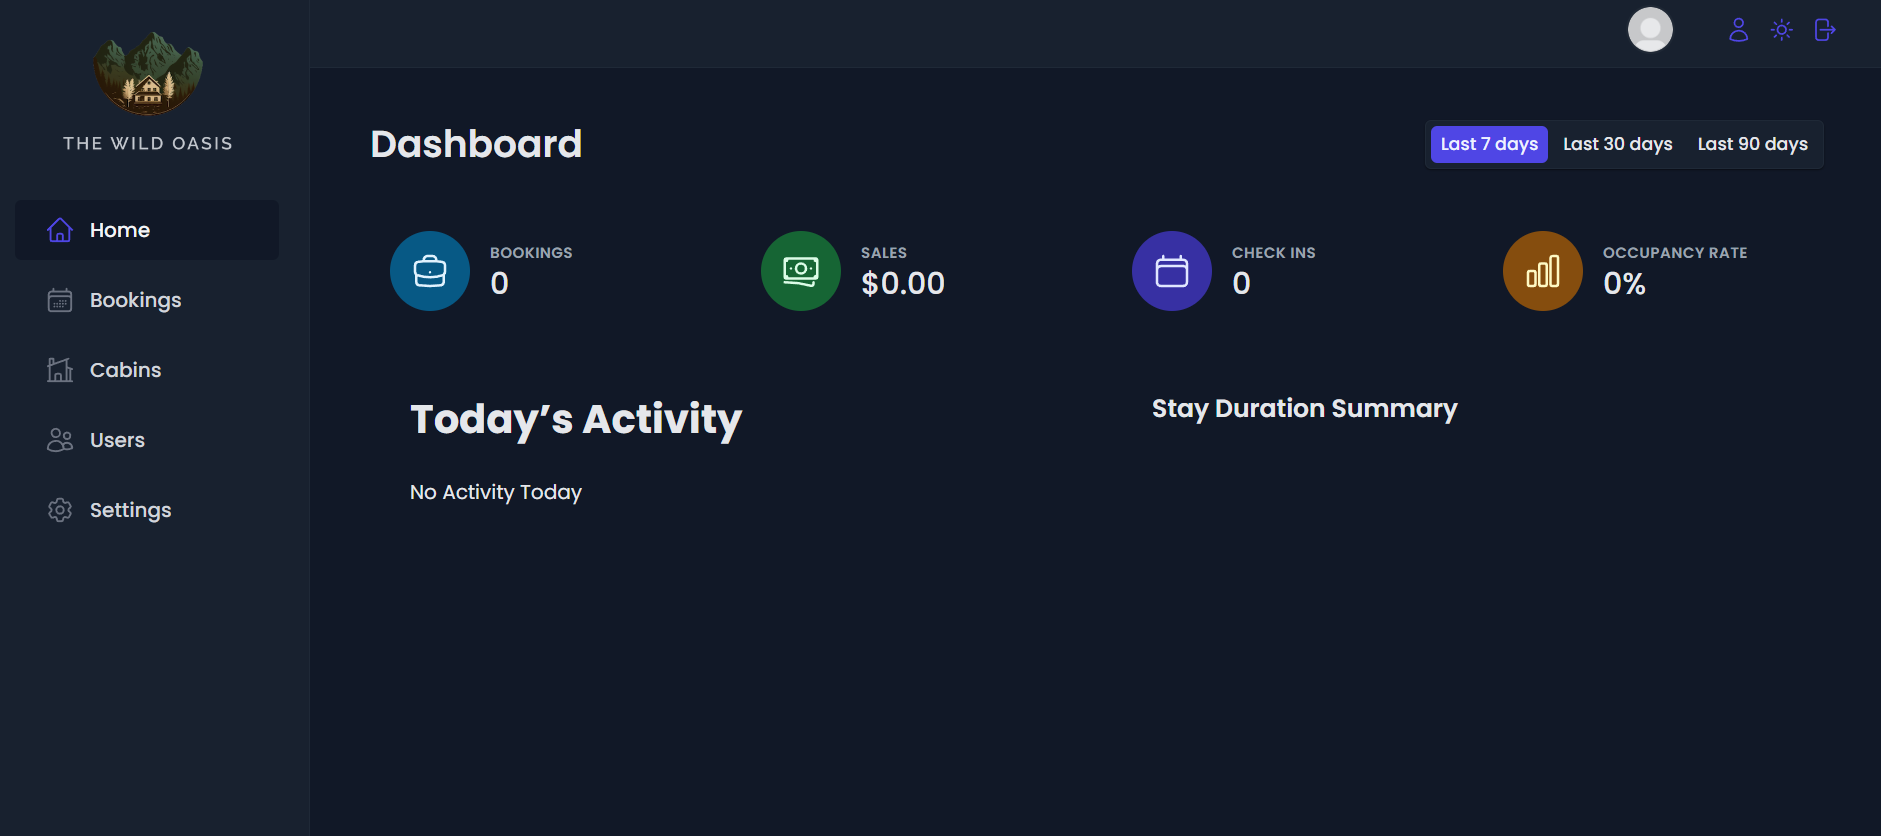 THE WILD OASIS
Home
Bookings
Cabins
Users
Settings
Dashboard
Last 7 days Last 30 days Last 90 days
BOOKINGS
0
SALES
$0.00
CHECK INS
0
OCCUPANCY RATE
0%
Today’s Activity
No Activity Today
Stay Duration Summary